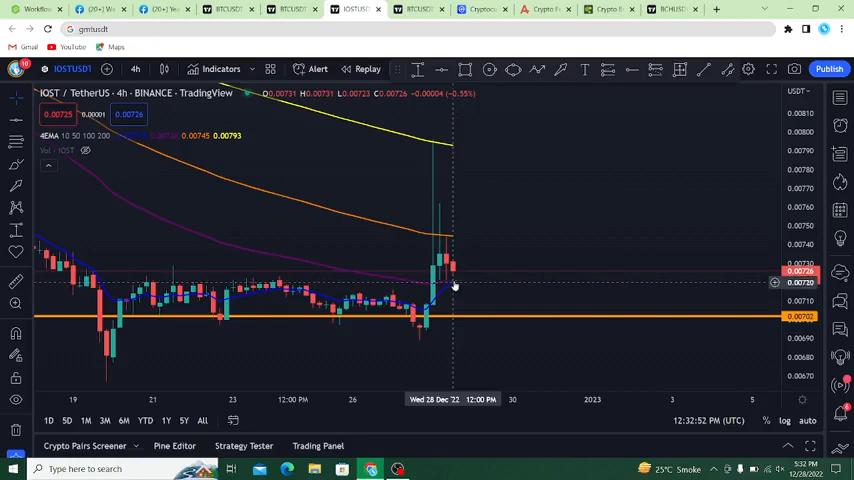 Workflow
(20+) W
(20+) Ye
BTCUSDT
BTCUSDT
IOSTUSDT
BTCUSDT
Cryptocu
Crypto Fe
Crypto B
BCHUSD
gmtusdt
Gmail YouTube Maps
10 IOSTUSDT 4h Indicators Alert Replay Publish
IOST / TetherUS · 4h · BINANCE · TradingView O0.00731 H0.00731 L0.00723 C0.00726 −0.00004 (−0.55%)
USDT
0.00725 0.00001 0.00726
4EMA 10 50 100 200 0.00745 0.00793
Vol · IOST
0.00810
0.00800
0.00790
0.00780
0.00770
0.00760
0.00750
0.00740
0.00730
0.00726
0.00720
0.00710
0.00702
0.00690
0.00680
0.00670
19 21 23 12:00 PM 26 Wed 28 Dec '22 12:00 PM 30 2023 3 5
1D 5D 1M 3M 6M YTD 1Y 5Y All 12:32:52 PM (UTC) % log auto
Crypto Pairs Screener Pine Editor Strategy Tester Trading Panel
Type here to search 25°C Smoke 5:32 PM
12/28/2022